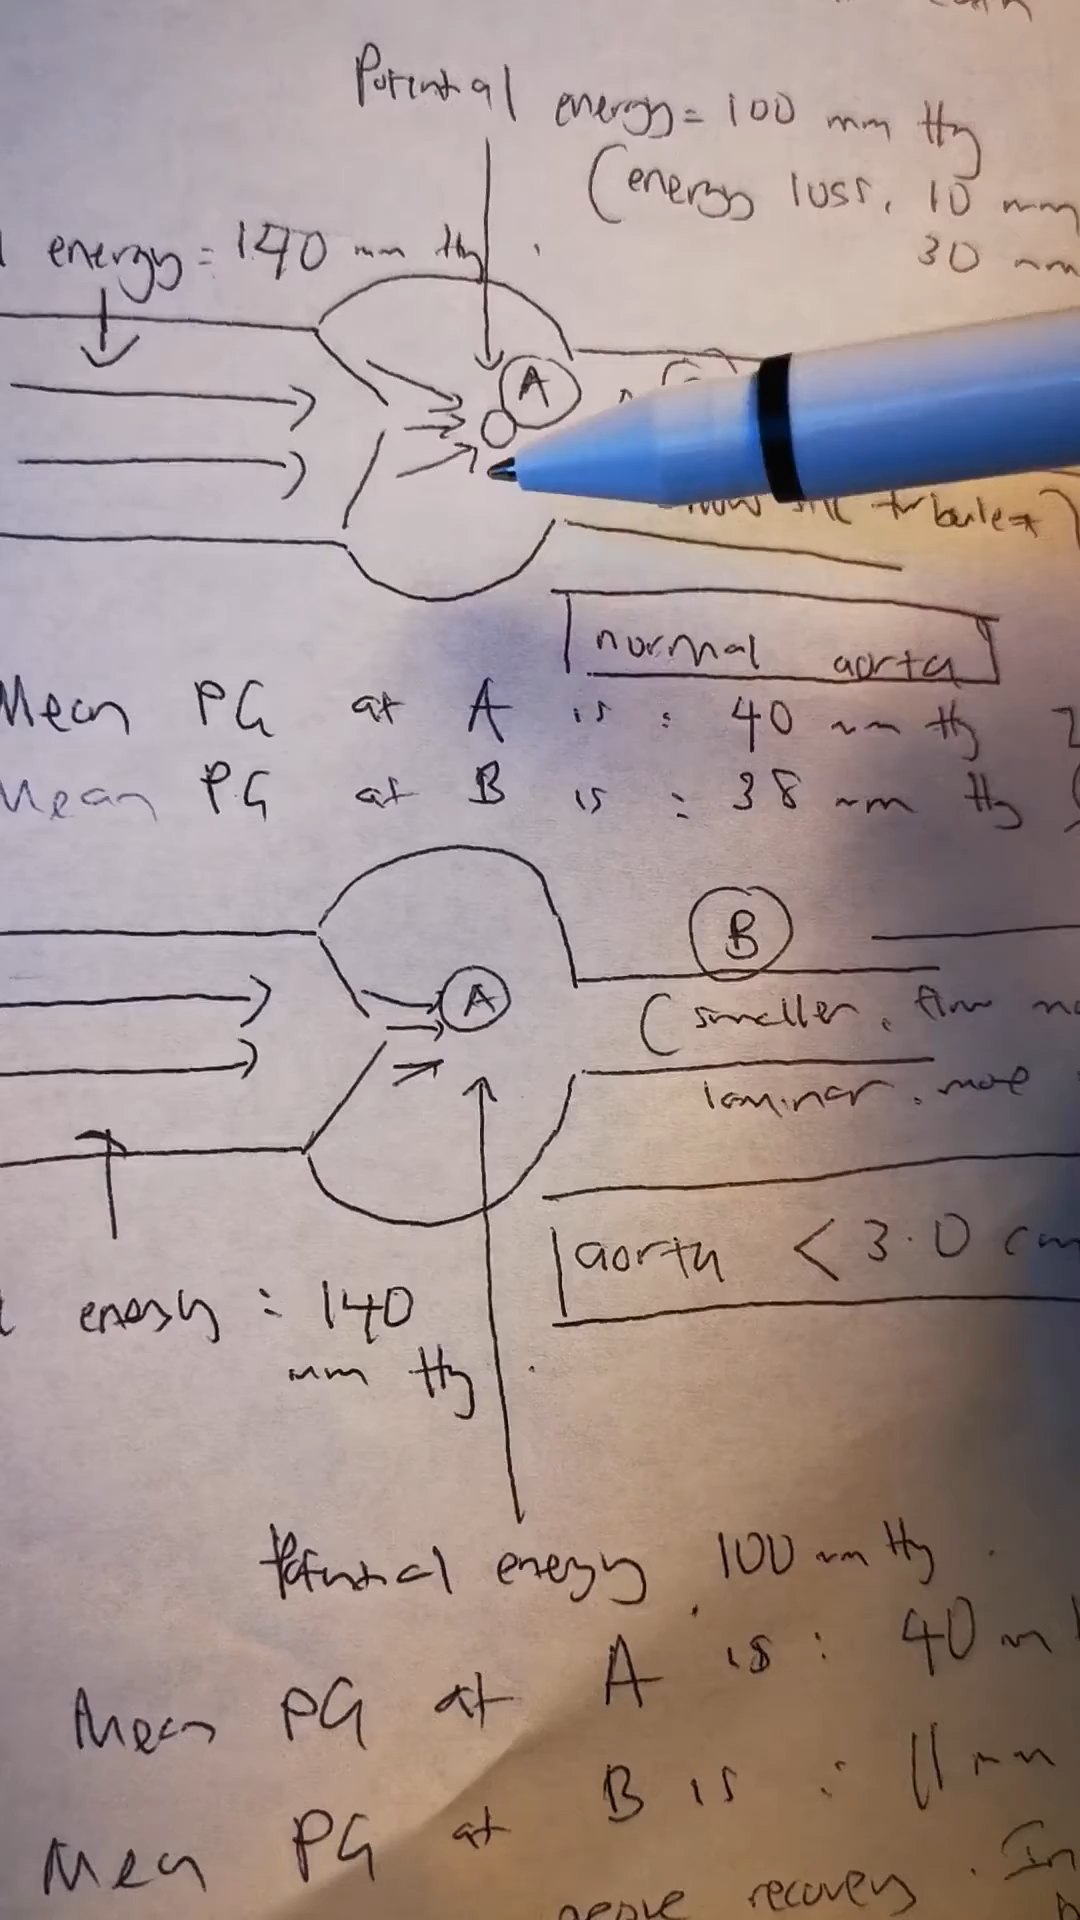 Potential energy = 100 mm Hg
(energy loss, 10 mm
30 mm
energy = 140 mm Hg.
A
turbulent)
normal aorta
Mean PG at A is : 40 mm Hg
Mean PG at B is : 38 mm Hg
B
A
(smaller, flow
laminar, more
aorta < 3.0 cm
energy : 140
mm Hg.
Potential energy 100 mm Hg.
Mean PG at A is : 40 m
Mean PG at B is : 11 mm
recovery. In